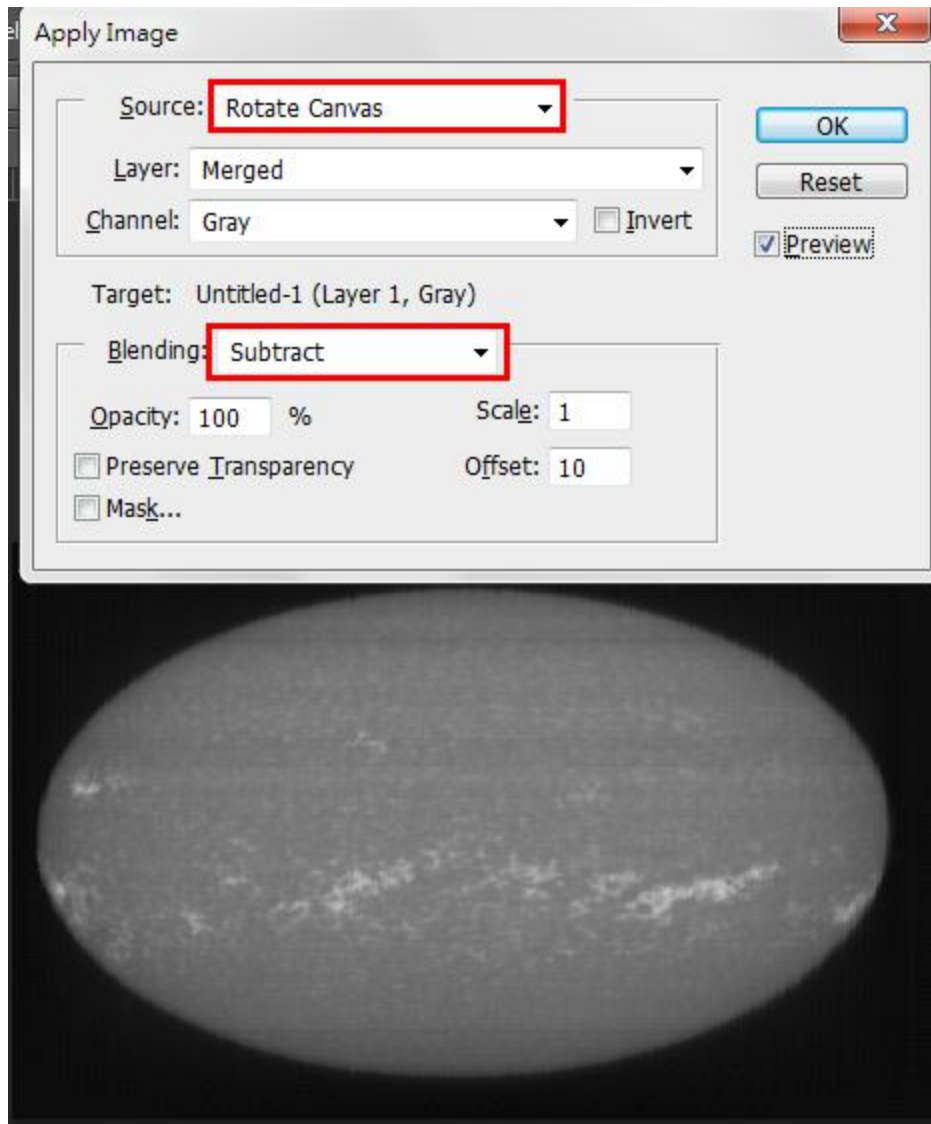 Apply Image
Source: Rotate Canvas
OK
Layer: Merged
Reset
Channel: Gray
Invert
Preview
Target: Untitled-1 (Layer 1, Gray)
Blending: Subtract
Opacity: 100 %
Scale: 1
Preserve Transparency
Offset: 10
Mask...